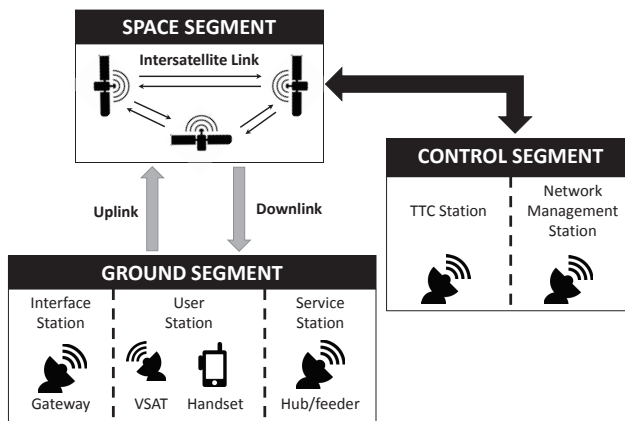 SPACE SEGMENT
Intersatellite Link
Uplink
Downlink
CONTROL SEGMENT
TTC Station
Network
Management
Station
GROUND SEGMENT
Interface
Station
Gateway
User
Station
VSAT
Handset
Service
Station
Hub/feeder